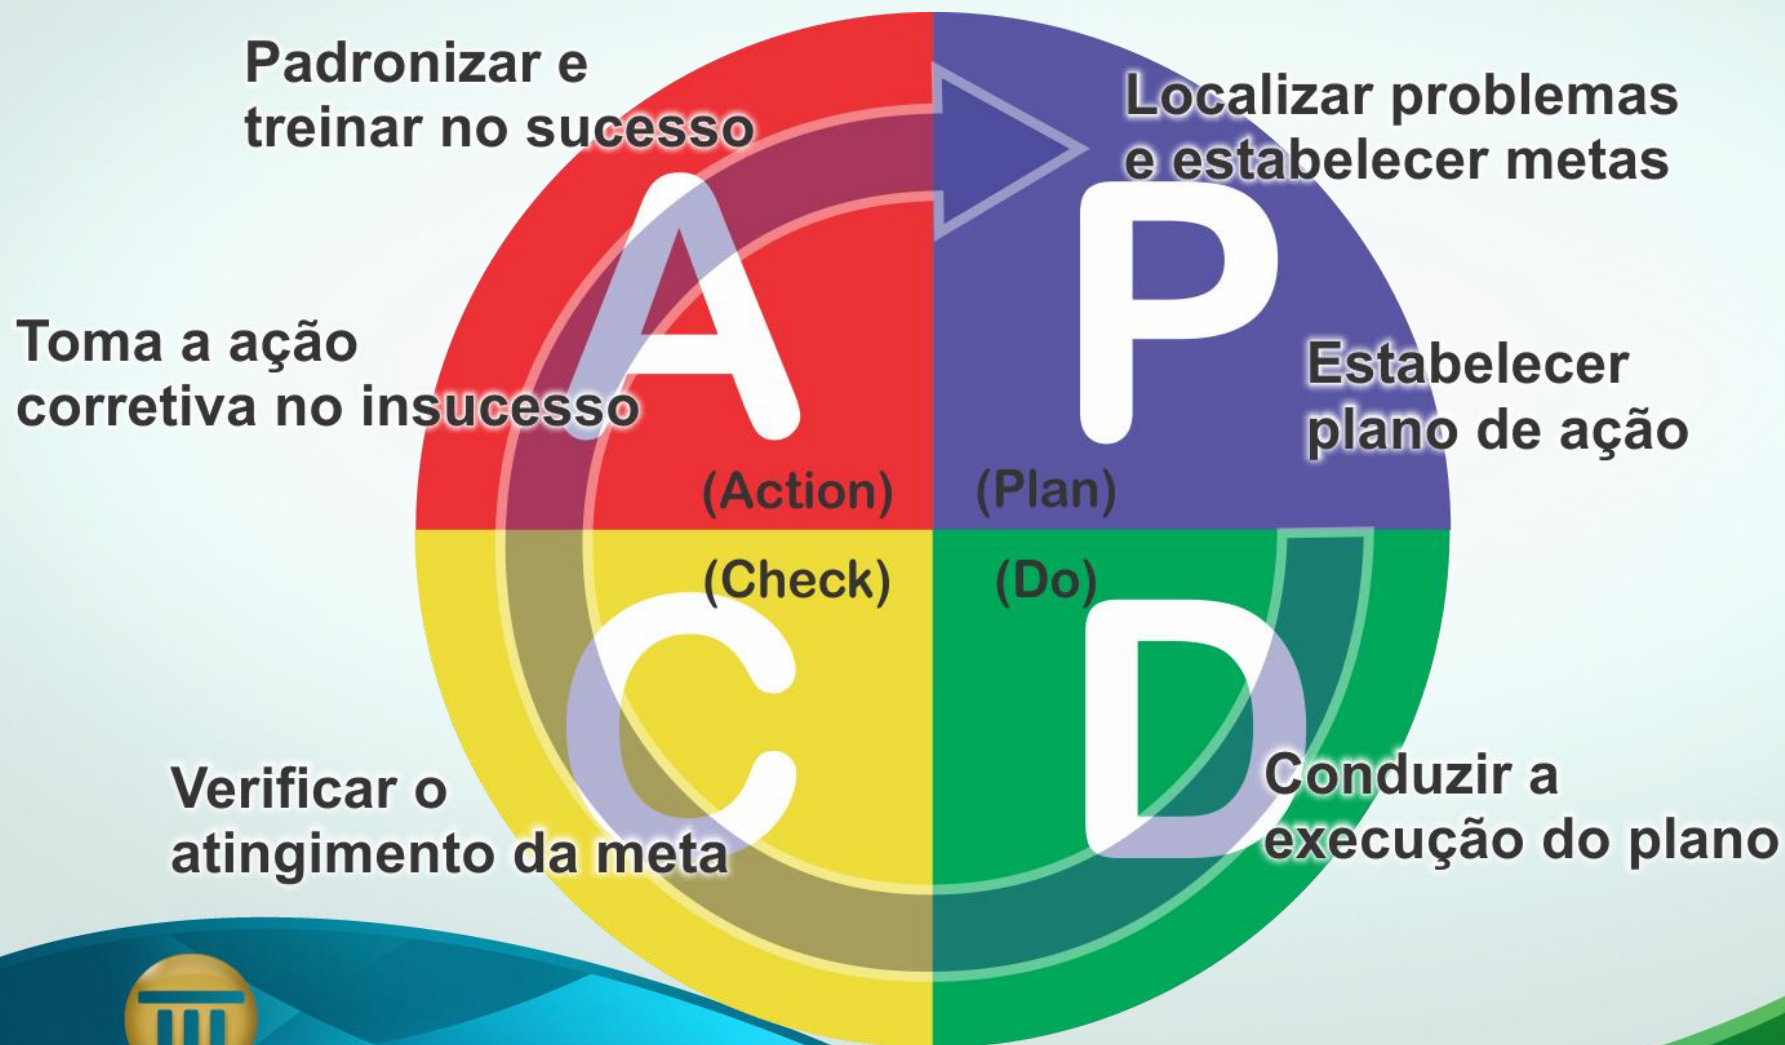 Padronizar e
treinar no sucesso
Localizar problemas
e estabelecer metas
A
P
Toma a ação
corretiva no insucesso
Estabelecer
plano de ação
(Action)
(Plan)
(Check)
(Do)
C
D
Verificar o
atingimento da meta
Conduzir a
execução do plano